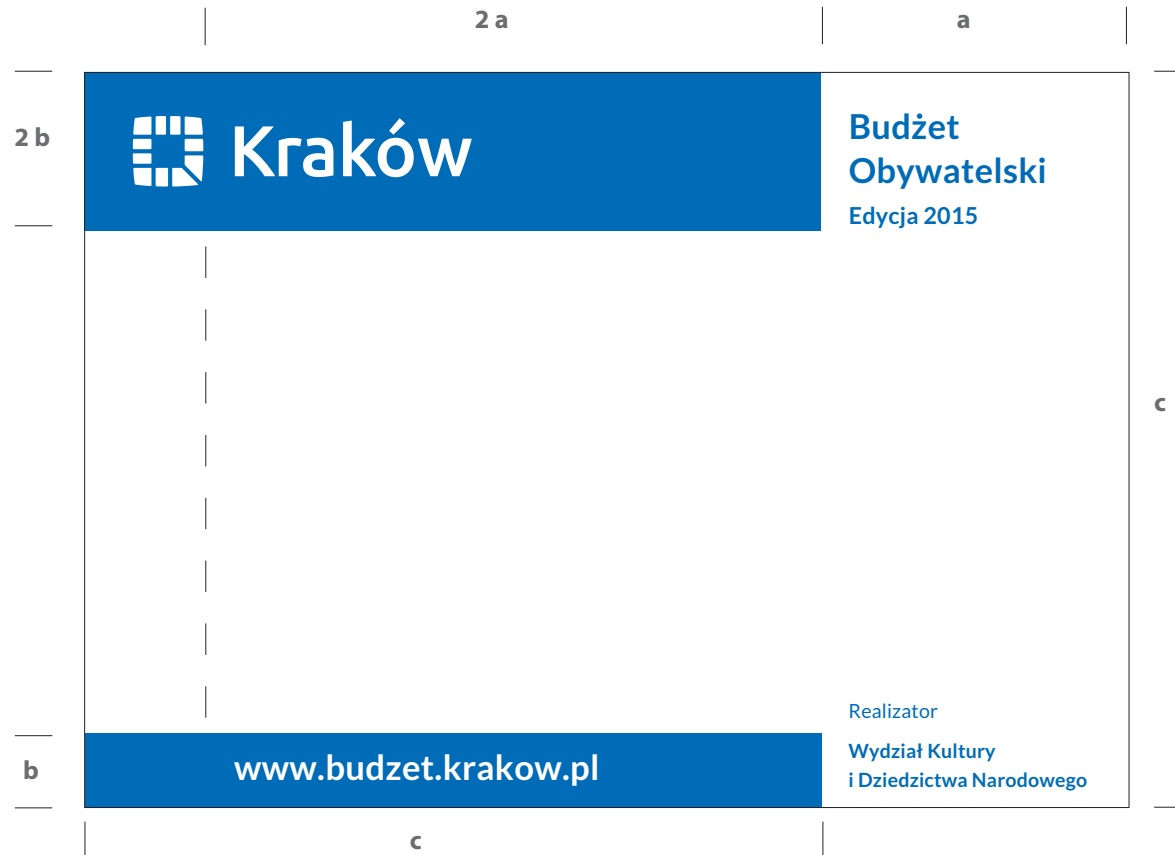 2 a
a
2 b
Kraków
Budżet
Obywatelski
Edycja 2015
c
Realizator
Wydział Kultury
i Dziedzictwa Narodowego
b
www.budzet.krakow.pl
c